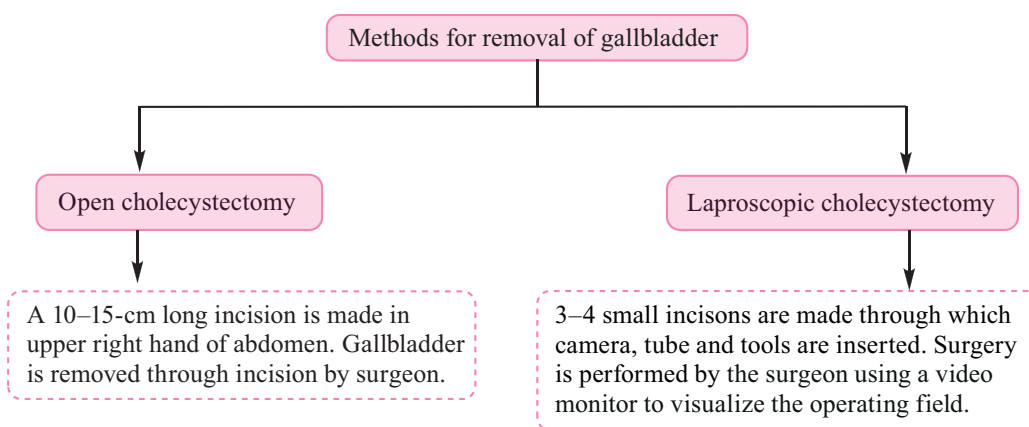 Methods for removal of gallbladder
Open cholecystectomy
Laproscopic cholecystectomy
A 10–15-cm long incision is made in
upper right hand of abdomen. Gallbladder
is removed through incision by surgeon.
3–4 small incisons are made through which
camera, tube and tools are inserted. Surgery
is performed by the surgeon using a video
monitor to visualize the operating field.